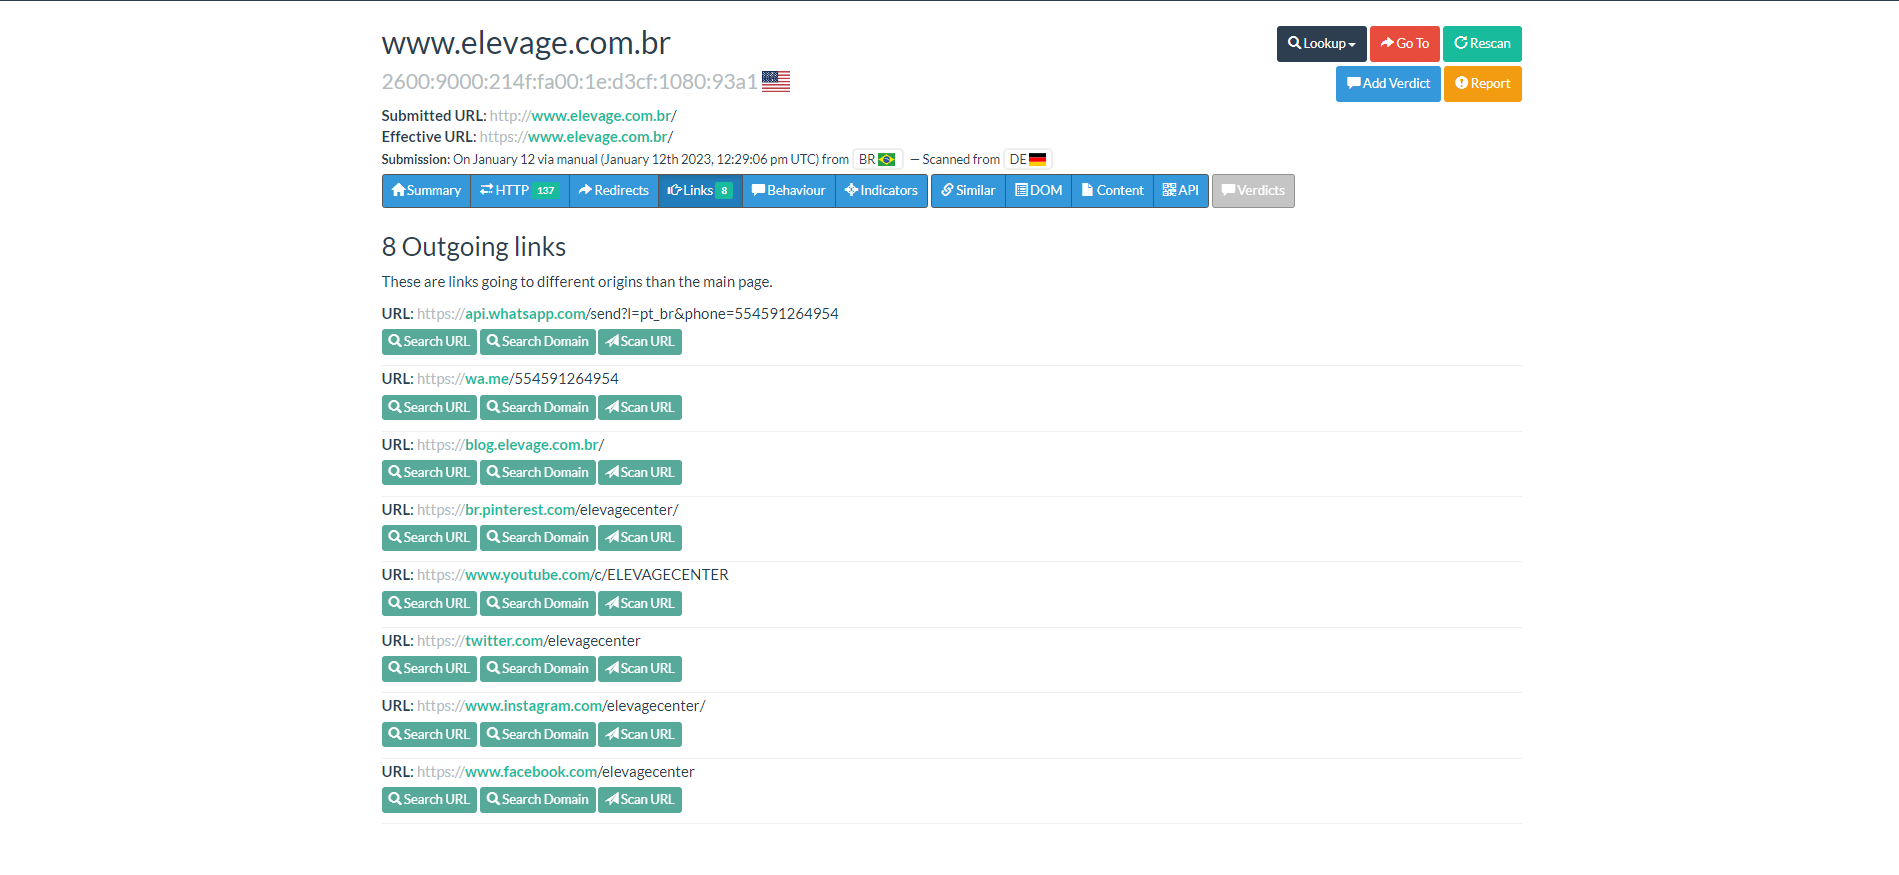 www.elevage.com.br
Lookup Go To Rescan
2600:9000:214f:fa00:1e:d3cf:1080:93a1
Add Verdict Report
Submitted URL: http://www.elevage.com.br/
Effective URL: https://www.elevage.com.br/
Submission: On January 12 via manual (January 12th 2023, 12:29:06 pm UTC) from BR — Scanned from DE
Summary HTTP 137 Redirects Links 8 Behaviour Indicators Similar DOM Content API Verdicts
8 Outgoing links
These are links going to different origins than the main page.
URL: https://api.whatsapp.com/send?l=pt_br&phone=554591264954
Search URL Search Domain Scan URL
URL: https://wa.me/554591264954
Search URL Search Domain Scan URL
URL: https://blog.elevage.com.br/
Search URL Search Domain Scan URL
URL: https://br.pinterest.com/elevagecenter/
Search URL Search Domain Scan URL
URL: https://www.youtube.com/c/ELEVAGECENTER
Search URL Search Domain Scan URL
URL: https://twitter.com/elevagecenter
Search URL Search Domain Scan URL
URL: https://www.instagram.com/elevagecenter/
Search URL Search Domain Scan URL
URL: https://www.facebook.com/elevagecenter
Search URL Search Domain Scan URL